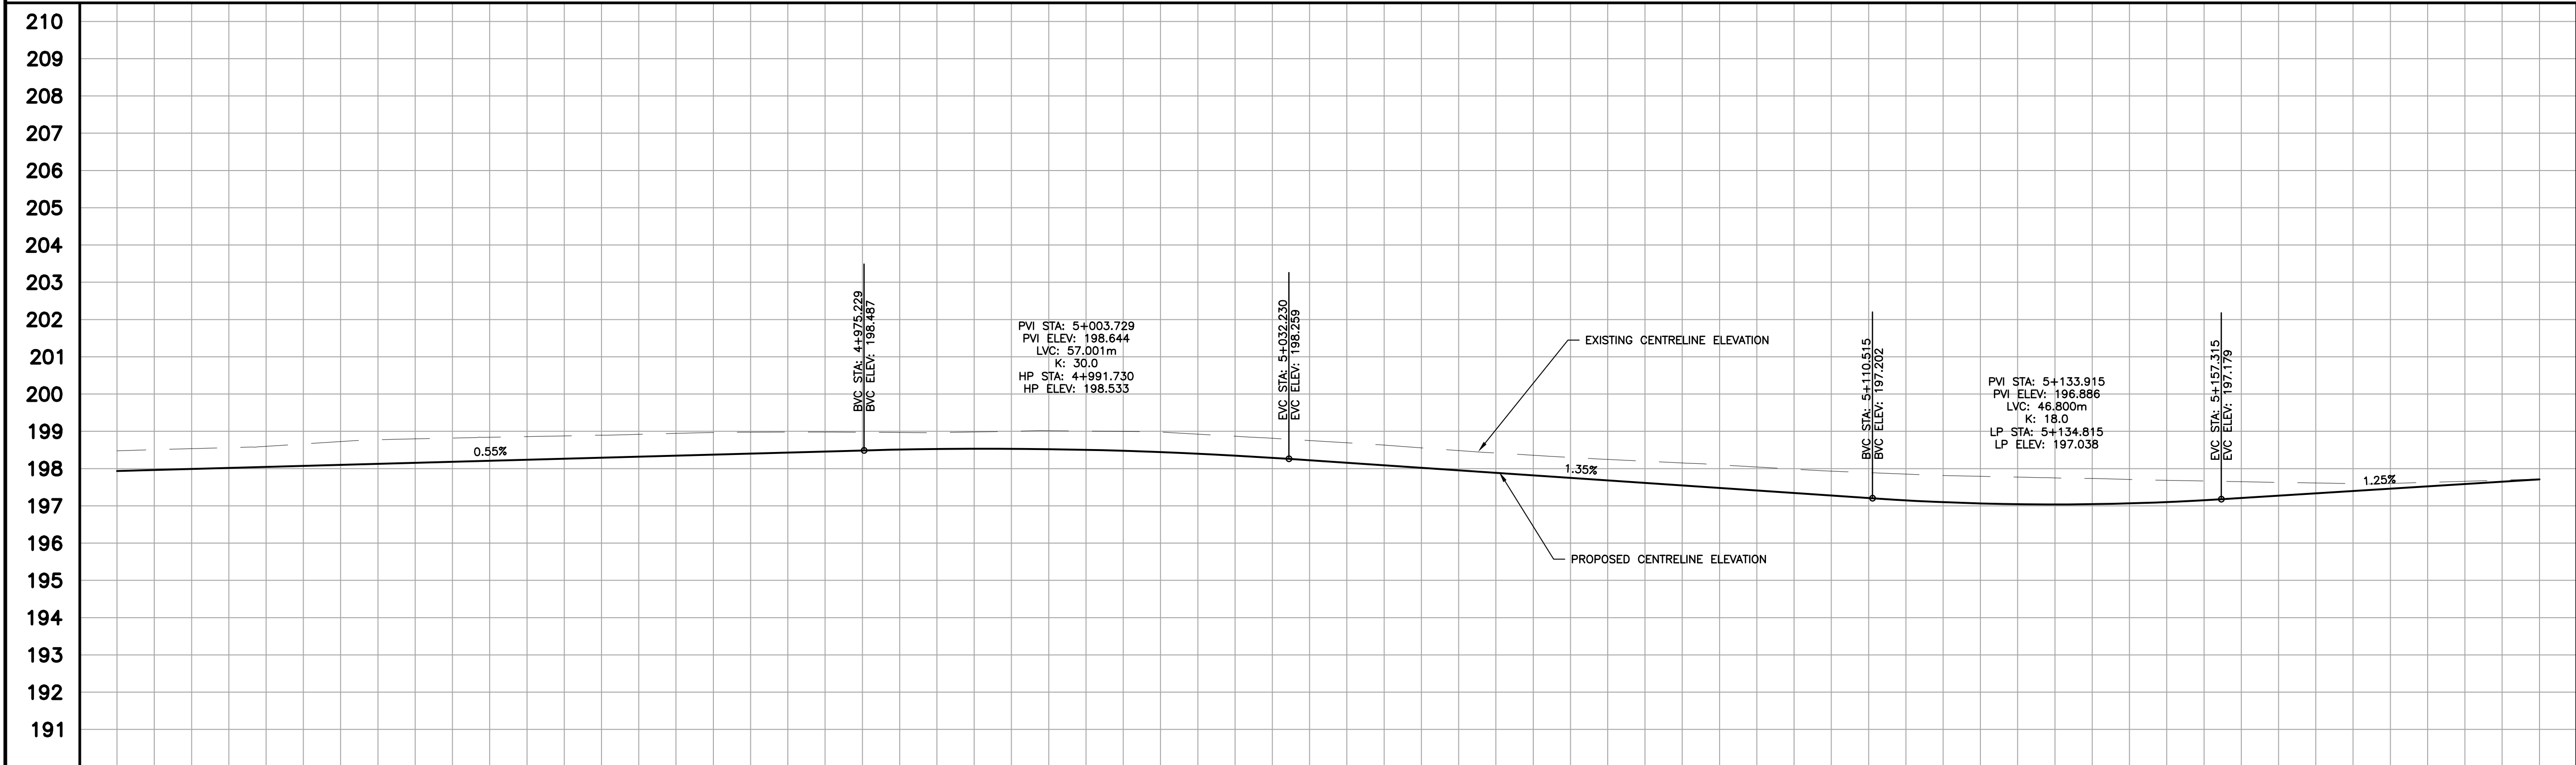 210
209
208
207
206
205
204
203
202
201
200
199
198
197
196
195
194
193
192
191
0.55%
BVC STA: 4+975.229
BVC ELEV: 198.487
PVI STA: 5+003.729
PVI ELEV: 198.644
LVC: 57.001m
K: 30.0
HP STA: 4+991.730
HP ELEV: 198.533
EVC STA: 5+032.230
EVC ELEV: 198.259
EXISTING CENTRELINE ELEVATION
1.35%
PROPOSED CENTRELINE ELEVATION
BVC STA: 5+110.515
BVC ELEV: 197.202
PVI STA: 5+133.915
PVI ELEV: 196.886
LVC: 46.800m
K: 18.0
LP STA: 5+134.815
LP ELEV: 197.038
EVC STA: 5+157.315
EVC ELEV: 197.179
1.25%